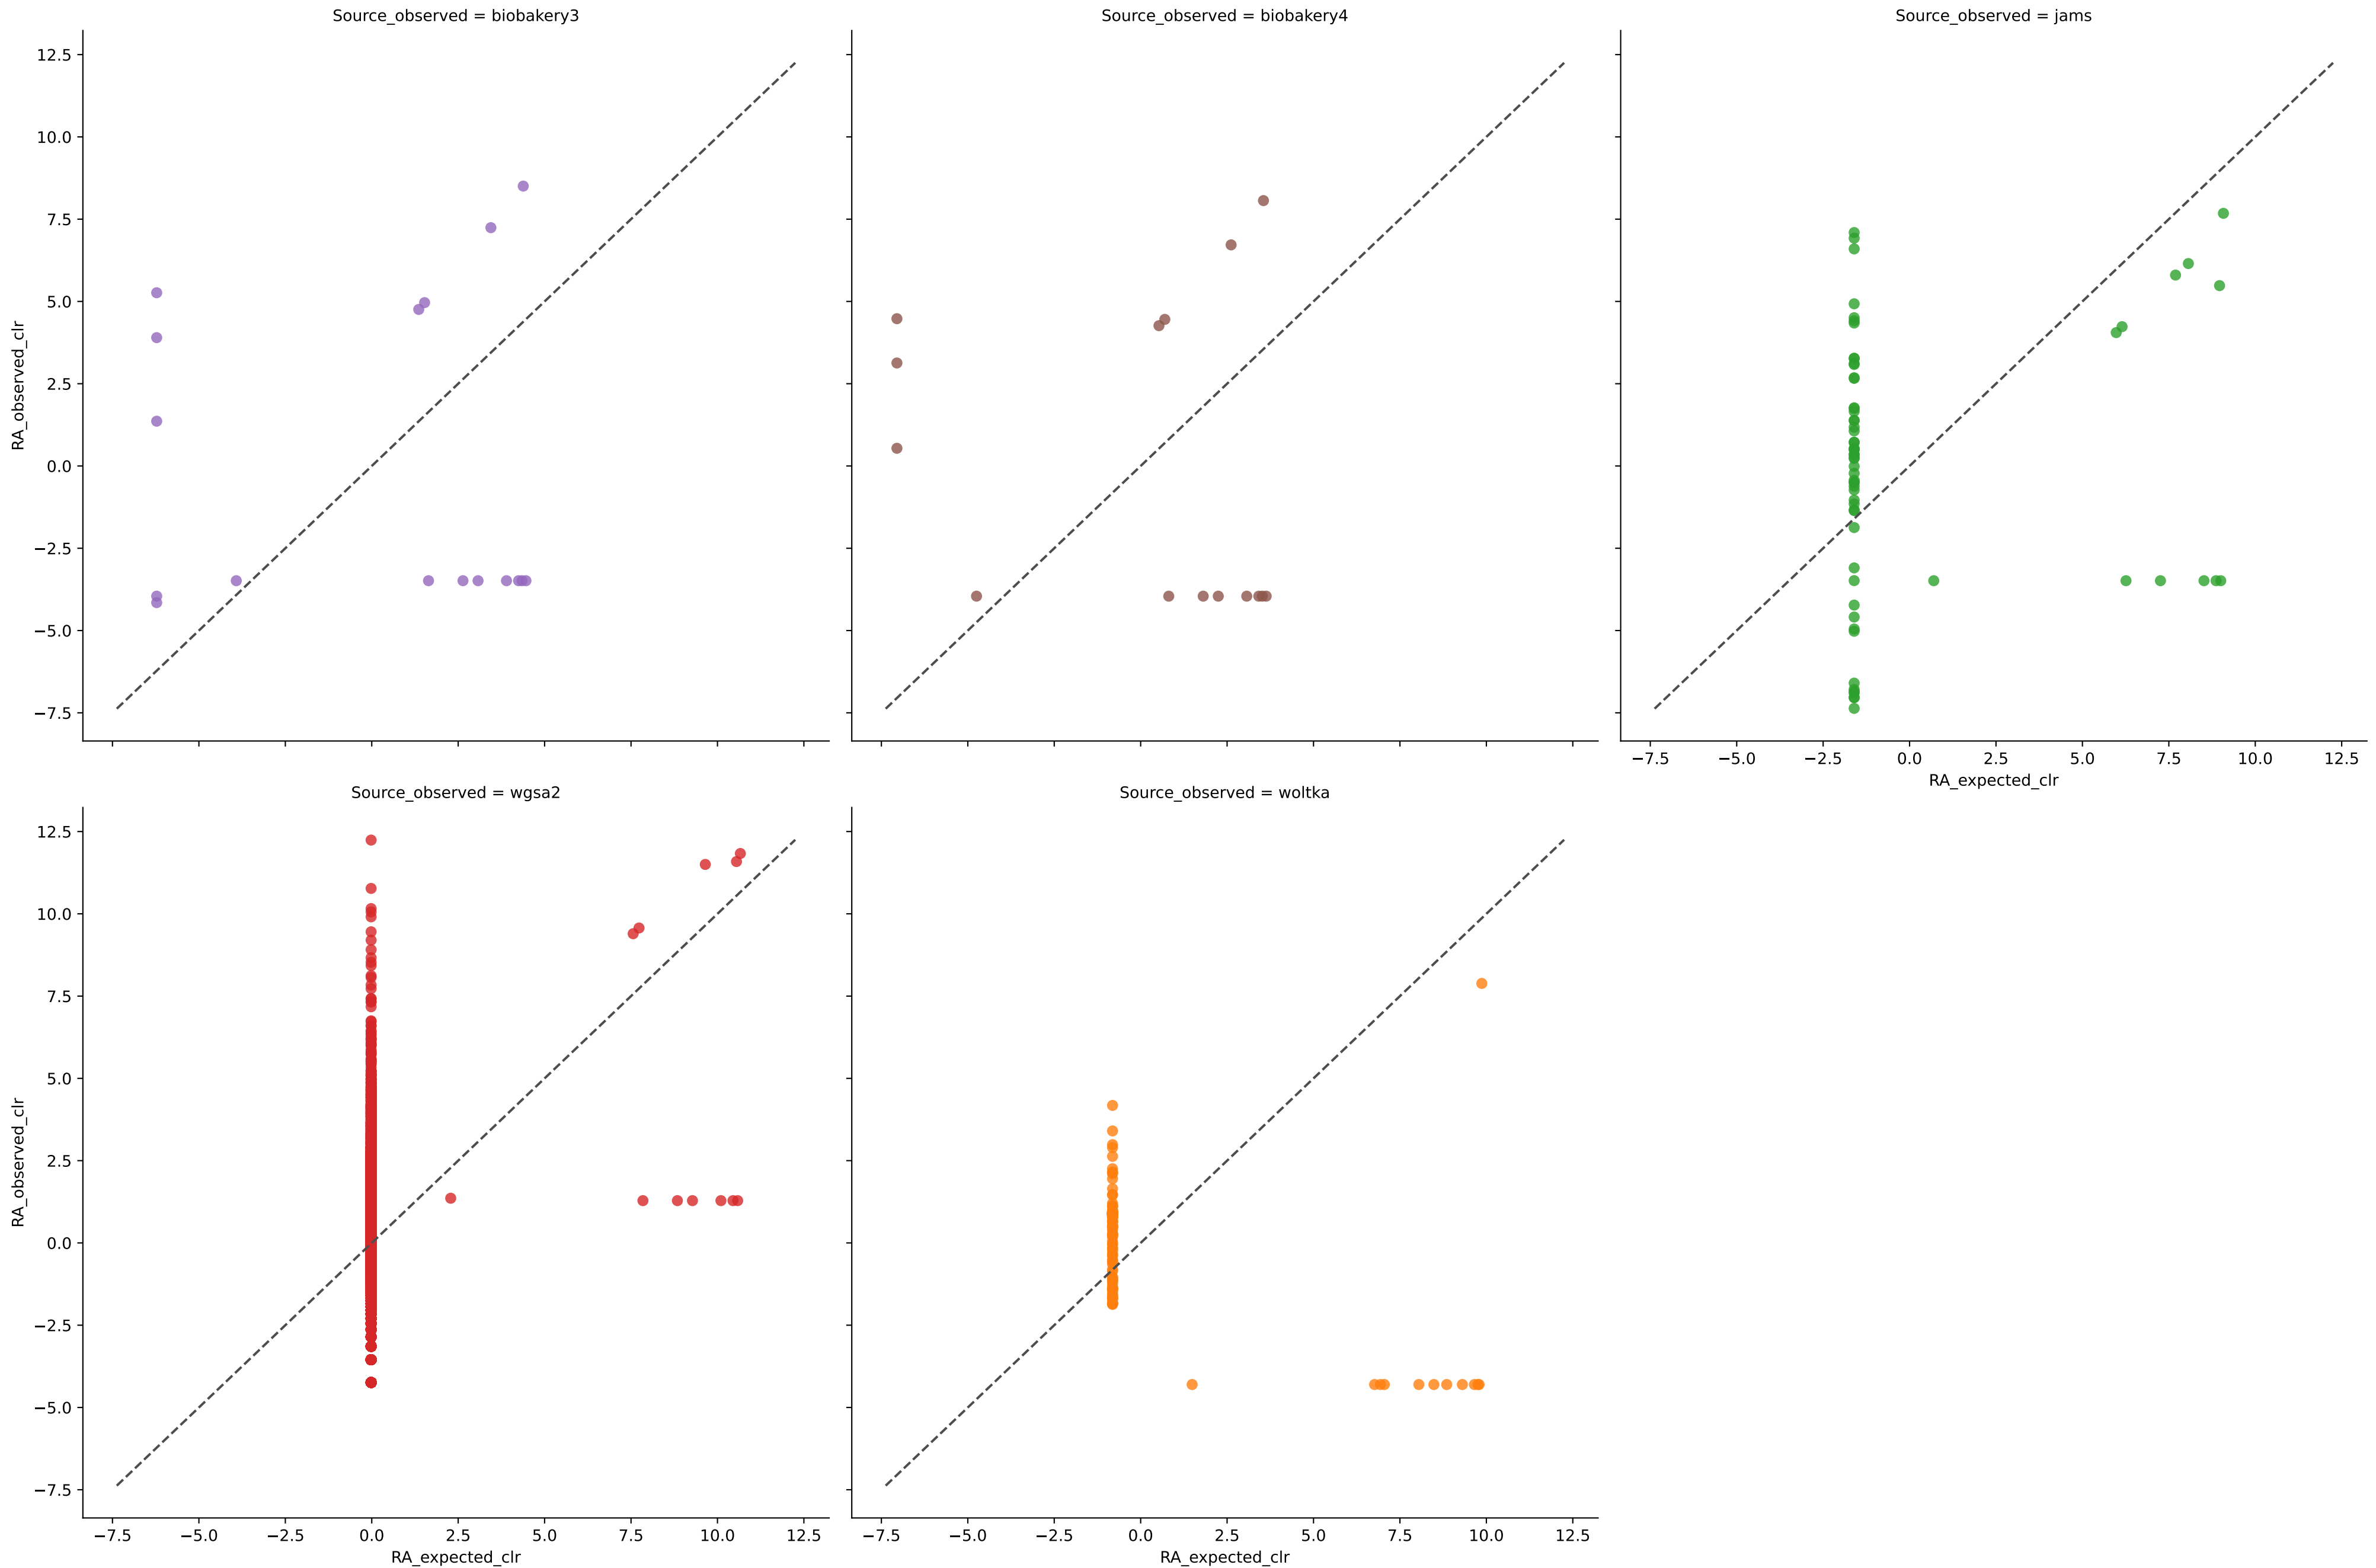 Source_observed = biobakery3
Source_observed = biobakery4
Source_observed = jams
12.5
10.0
7.5
5.0
2.5
0.0
−2.5
−5.0
−7.5
RA_observed_clr
−7.5 −5.0 −2.5 0.0 2.5 5.0 7.5 10.0 12.5
RA_expected_clr
Source_observed = wgsa2
Source_observed = woltka
12.5
10.0
7.5
5.0
2.5
0.0
−2.5
−5.0
−7.5
RA_observed_clr
−7.5 −5.0 −2.5 0.0 2.5 5.0 7.5 10.0 12.5
RA_expected_clr
−7.5 −5.0 −2.5 0.0 2.5 5.0 7.5 10.0 12.5
RA_expected_clr